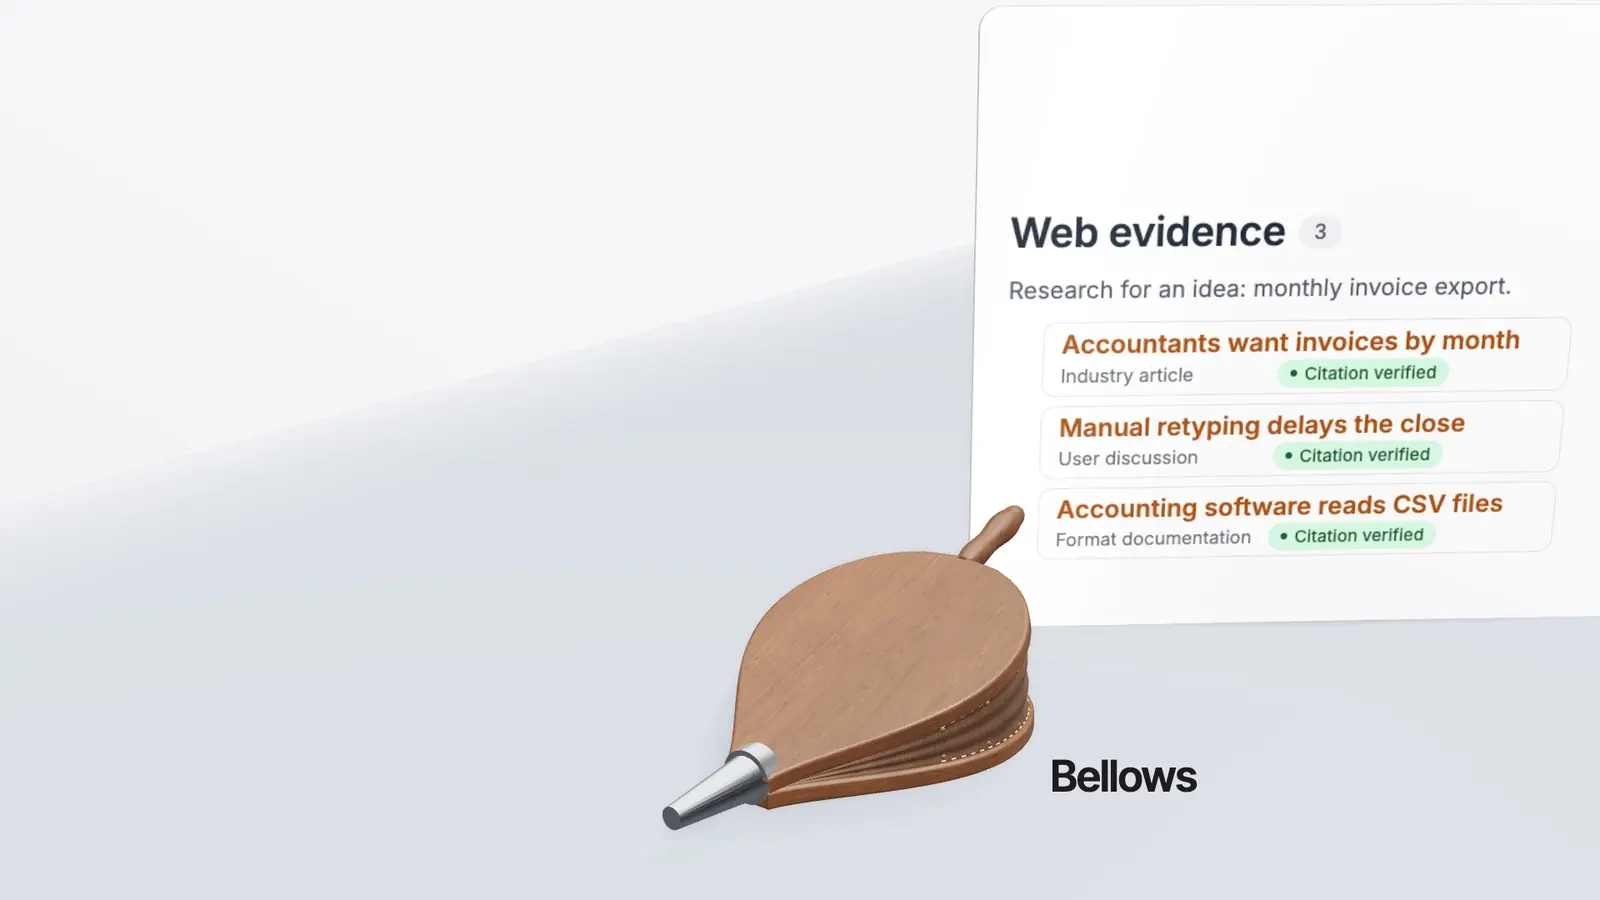 Web evidence 3
Research for an idea: monthly invoice export.
Accountants want invoices by month
Industry article • Citation verified
Manual retyping delays the close
User discussion • Citation verified
Accounting software reads CSV files
Format documentation • Citation verified
Bellows